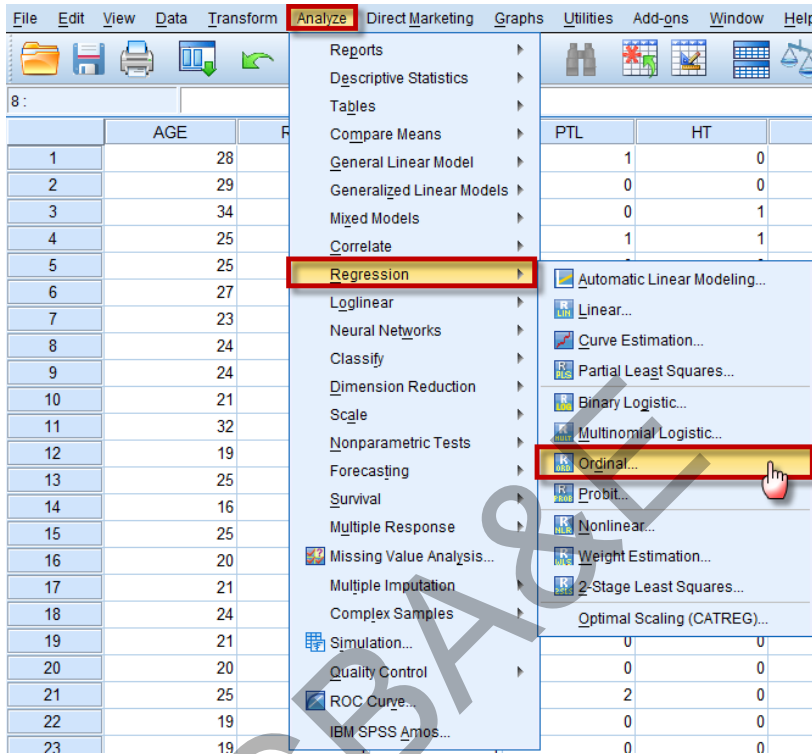 File Edit View Data Transform Analyze Direct Marketing Graphs Utilities Add-ons Window Help
8 :
AGE PTL HT
1 28 1 0
2 29 0 0
3 34 0 1
4 25 1 1
5 25
6 27
7 23
8 24
9 24
10 21
11 32
12 19
13 25
14 16
15 25
16 20
17 21
18 24
19 21 0 0
20 20 0 0
21 25 2 0
22 19 0 0
23 19 0 0
Reports
Descriptive Statistics
Tables
Compare Means
General Linear Model
Generalized Linear Models
Mixed Models
Correlate
Regression
Loglinear
Neural Networks
Classify
Dimension Reduction
Scale
Nonparametric Tests
Forecasting
Survival
Multiple Response
Missing Value Analysis...
Multiple Imputation
Complex Samples
Simulation...
Quality Control
ROC Curve...
IBM SPSS Amos...
Automatic Linear Modeling...
Linear...
Curve Estimation...
Partial Least Squares...
Binary Logistic...
Multinomial Logistic...
Ordinal...
Probit...
Nonlinear...
Weight Estimation...
2-Stage Least Squares...
Optimal Scaling (CATREG)...